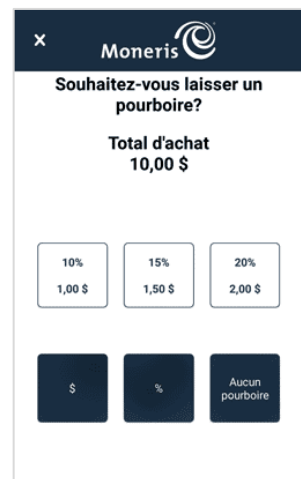 × Moneris
Souhaitez-vous laisser un
pourboire?
Total d'achat
10,00 $
10% 15% 20%
1,00 $ 1,50 $ 2,00 $
$ % Aucun
pourboire